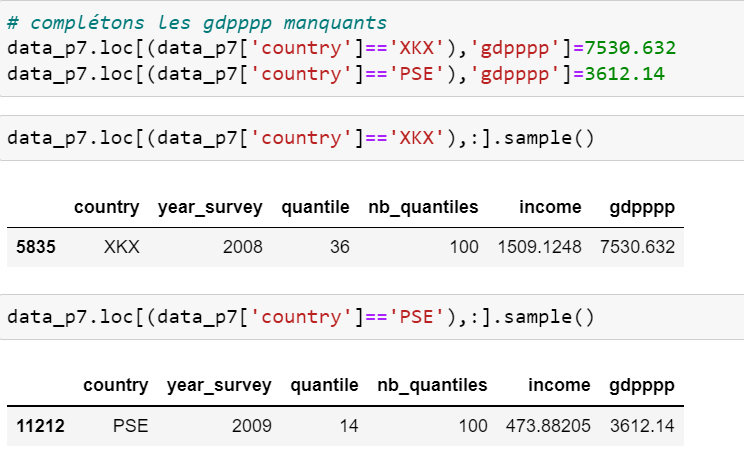 # complétons les gdpppp manquants
data_p7.loc[(data_p7['country']=='XKX'),'gdpppp']=7530.632
data_p7.loc[(data_p7['country']=='PSE'),'gdpppp']=3612.14
data_p7.loc[(data_p7['country']=='XKX'),:].sample()
country year_survey quantile nb_quantiles income gdpppp
5835 XKX 2008 36 100 1509.1248 7530.632
data_p7.loc[(data_p7['country']=='PSE'),:].sample()
country year_survey quantile nb_quantiles income gdpppp
11212 PSE 2009 14 100 473.88205 3612.14